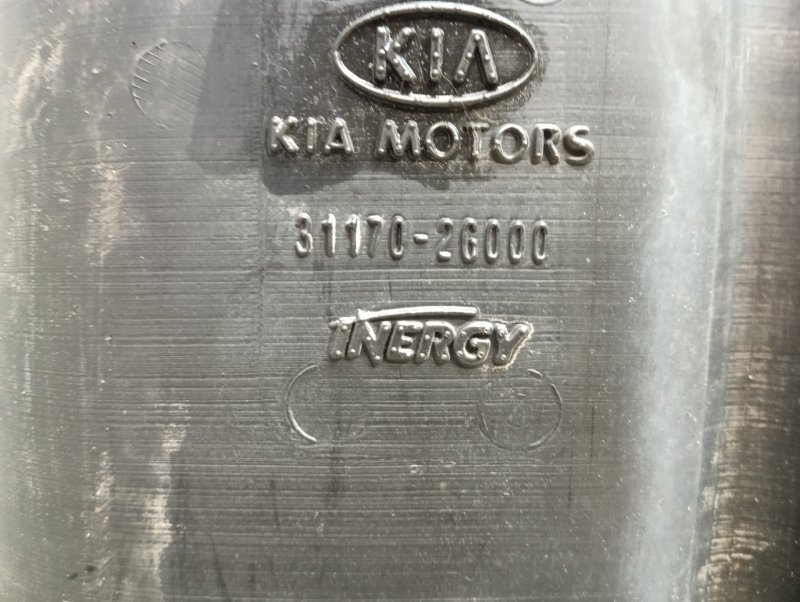 KIA
KIA MOTORS
31170-26000
INERGY